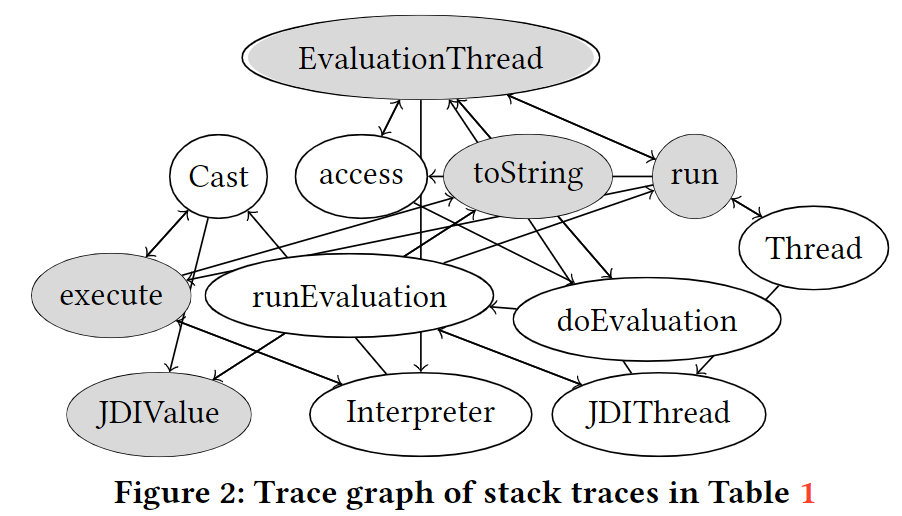 EvaluationThread
Cast
access
toString
run
Thread
execute
runEvaluation
doEvaluation
JDIValue
Interpreter
JDIThread
Figure 2: Trace graph of stack traces in Table 1